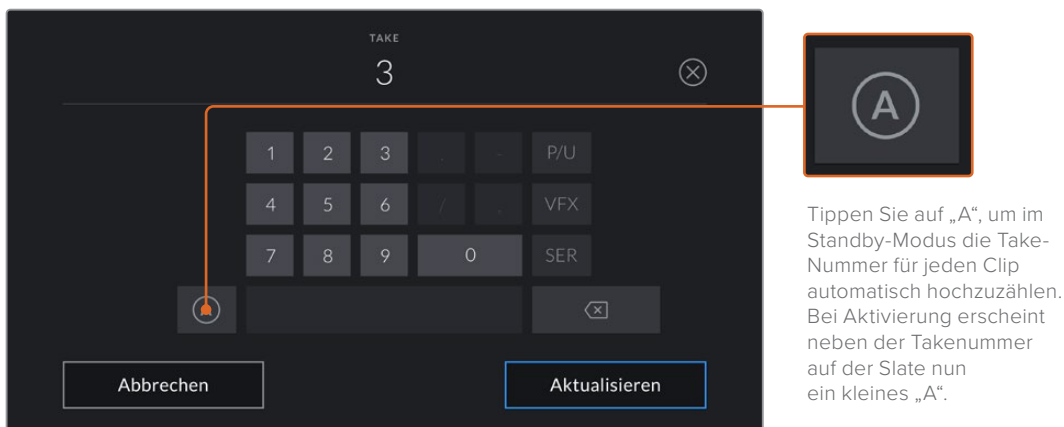 TAKE
3
1 2 3 . - P/U
4 5 6 / , VFX
7 8 9 0 SER
Abbrechen Aktualisieren
A
Tippen Sie auf „A“, um im
Standby-Modus die Take-
Nummer für jeden Clip
automatisch hochzuzählen.
Bei Aktivierung erscheint
neben der Takenummer
auf der Slate nun
ein kleines „A“.